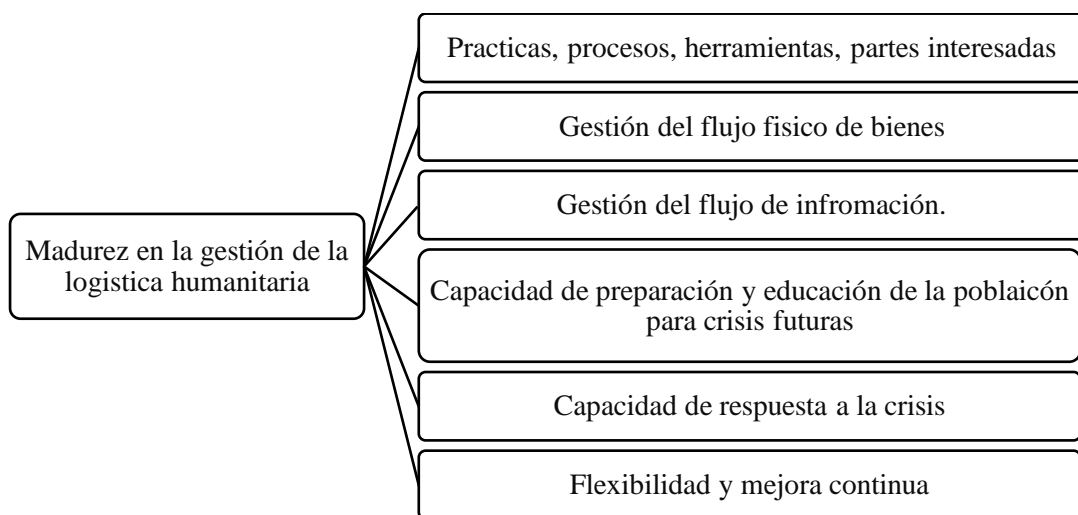 Practicas, procesos, herramientas, partes interesadas
Gestión del flujo fisico de bienes
Gestión del flujo de infromación.
Madurez en la gestión de la
logistica humanitaria
Capacidad de preparación y educación de la poblaicón
para crisis futuras
Capacidad de respuesta a la crisis
Flexibilidad y mejora continua